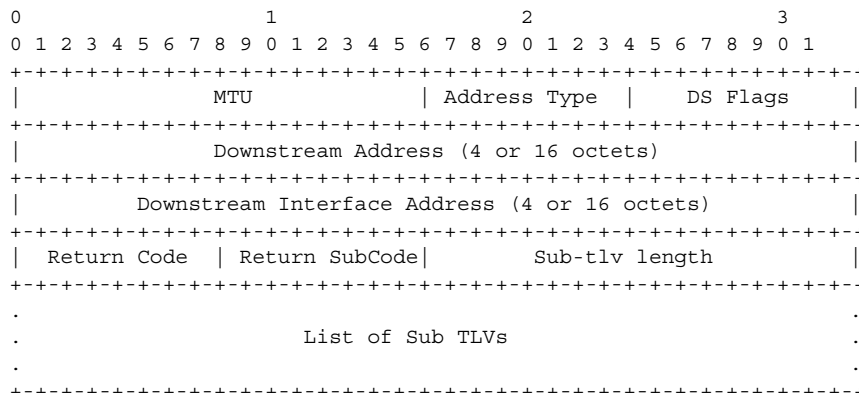 0                   1                   2                   3
0 1 2 3 4 5 6 7 8 9 0 1 2 3 4 5 6 7 8 9 0 1 2 3 4 5 6 7 8 9 0 1
+-+-+-+-+-+-+-+-+-+-+-+-+-+-+-+-+-+-+-+-+-+-+-+-+-+-+-+-+-+-+-+-+--
|               MTU             | Address Type  |    DS Flags     |
+-+-+-+-+-+-+-+-+-+-+-+-+-+-+-+-+-+-+-+-+-+-+-+-+-+-+-+-+-+-+-+-+--
|               Downstream Address (4 or 16 octets)               |
+-+-+-+-+-+-+-+-+-+-+-+-+-+-+-+-+-+-+-+-+-+-+-+-+-+-+-+-+-+-+-+-+--
|         Downstream Interface Address (4 or 16 octets)           |
+-+-+-+-+-+-+-+-+-+-+-+-+-+-+-+-+-+-+-+-+-+-+-+-+-+-+-+-+-+-+-+-+--
|  Return Code  | Return SubCode|        Sub-tlv length           |
+-+-+-+-+-+-+-+-+-+-+-+-+-+-+-+-+-+-+-+-+-+-+-+-+-+-+-+-+-+-+-+-+--
.                                                                 .
.                      List of Sub TLVs                           .
.                                                                 .
+-+-+-+-+-+-+-+-+-+-+-+-+-+-+-+-+-+-+-+-+-+-+-+-+-+-+-+-+-+-+-+-+--